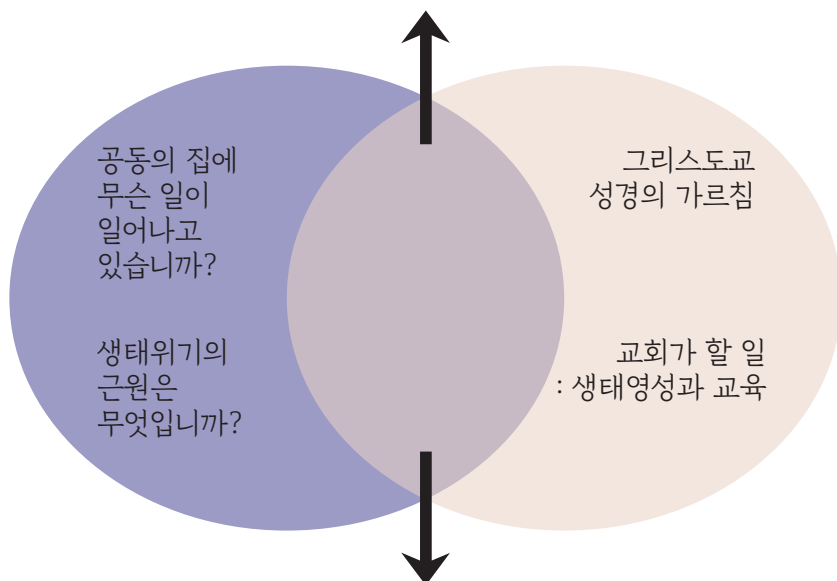 공동의 집에
무슨 일이
일어나고
있습니까?
생태위기의
근원은
무엇입니까?
그리스도교
성경의 가르침
교회가 할 일
: 생태영성과 교육